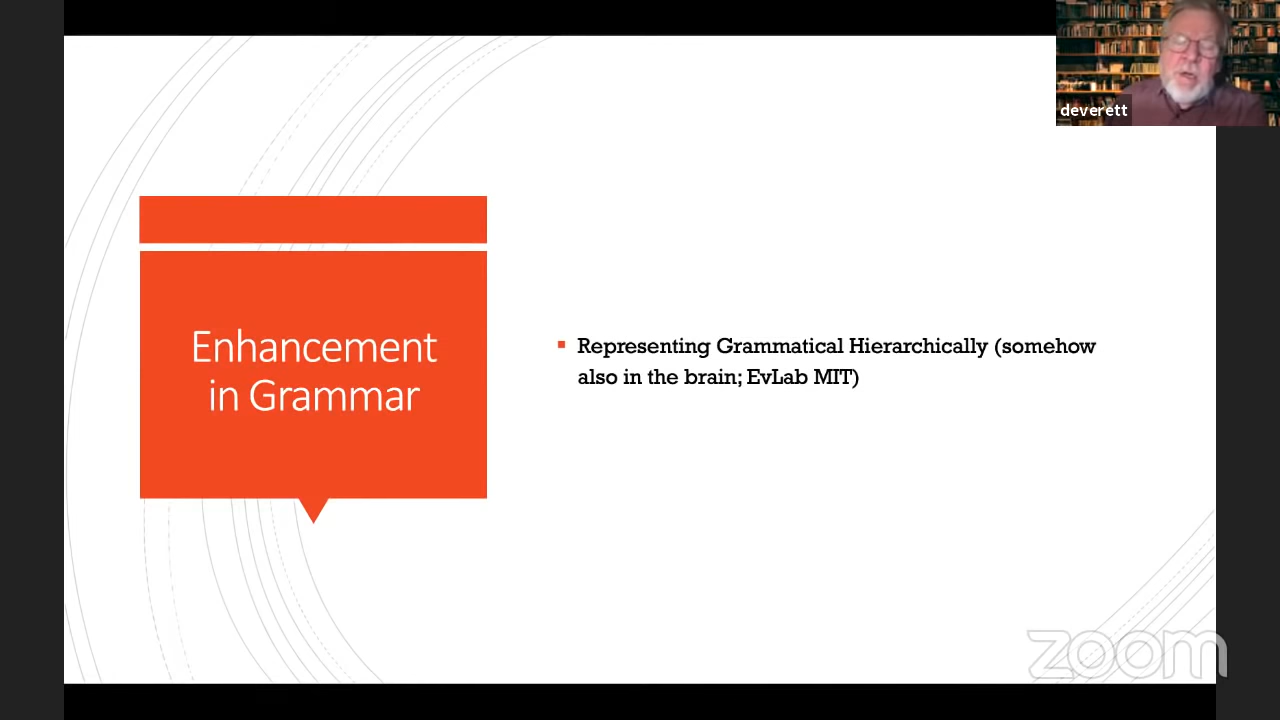 deverett
Enhancement
in Grammar
Representing Grammatical Hierarchically (somehow
also in the brain; EvLab MIT)
zoom